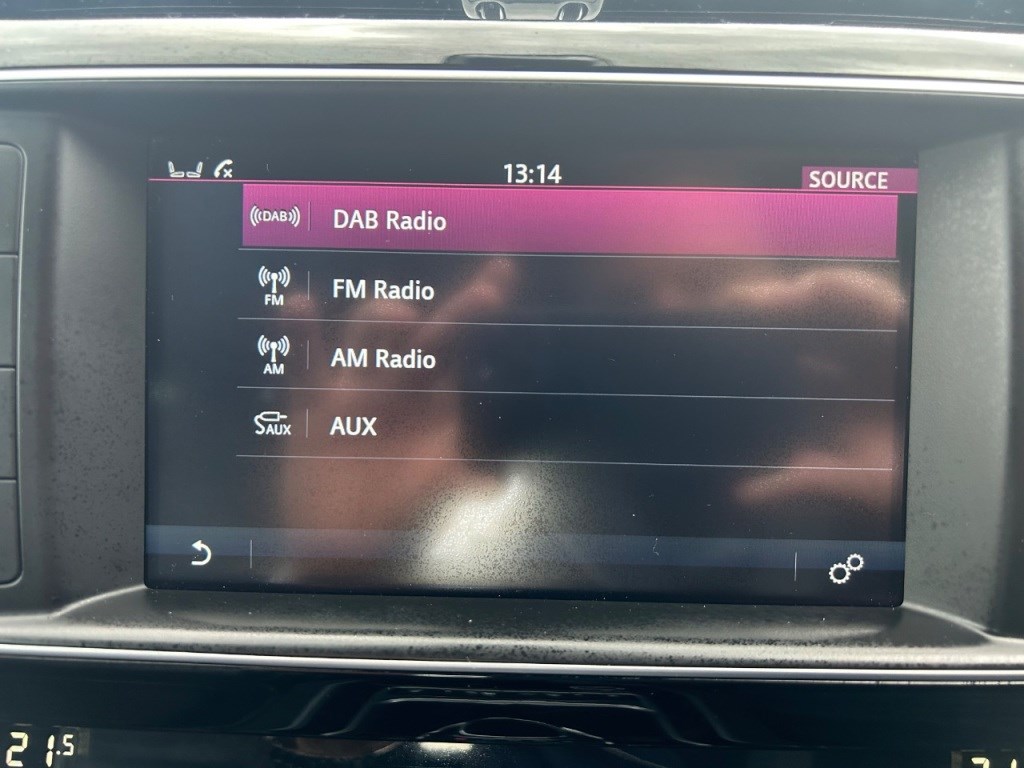 13:14
SOURCE
DAB
DAB Radio
FM
FM Radio
AM
AM Radio
AUX
AUX
21.5